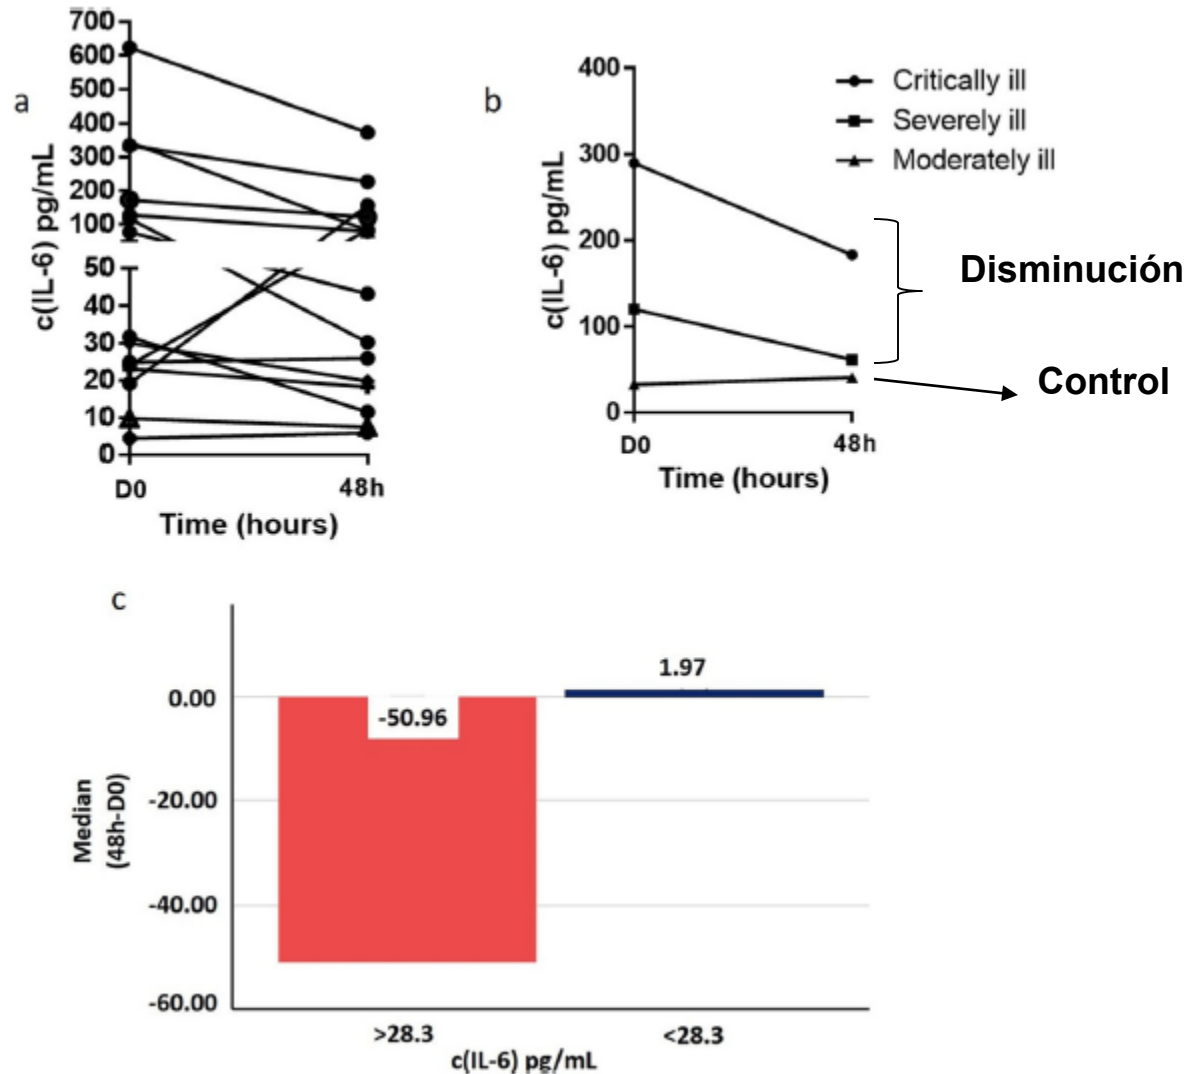 a
c(IL-6) pg/mL
700
600
500
400
300
200
100
50
40
30
20
10
0
D0
48h
Time (hours)
b
c(IL-6) pg/mL
400
300
200
100
0
D0
48h
Time (hours)
Critically ill
Severely ill
Moderately ill
Disminución
Control
c
Median
(48h-D0)
0.00
-20.00
-40.00
-60.00
-50.96
1.97
>28.3
<28.3
c(IL-6) pg/mL